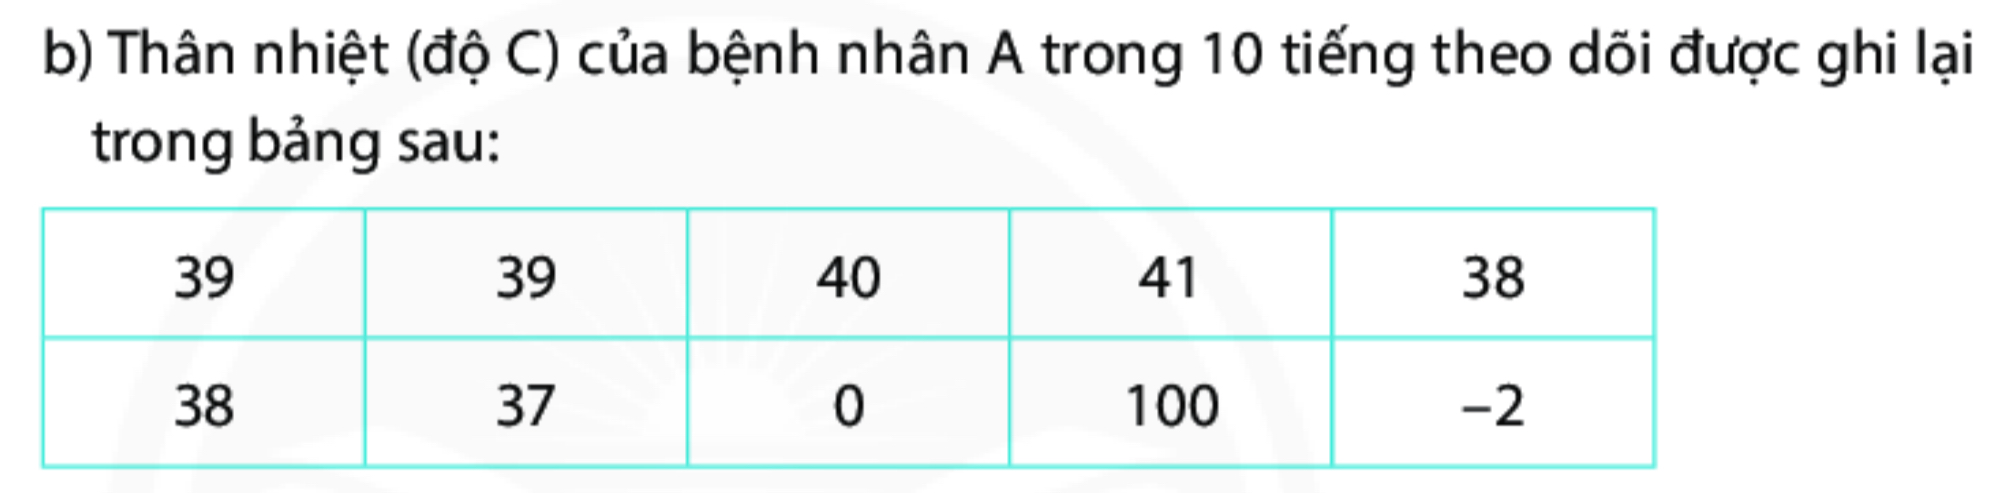 b) Thân nhiệt (độ C) của bệnh nhân A trong 10 tiếng theo dõi được ghi lại
trong bảng sau:
39 39 40 41 38
38 37 0 100 –2